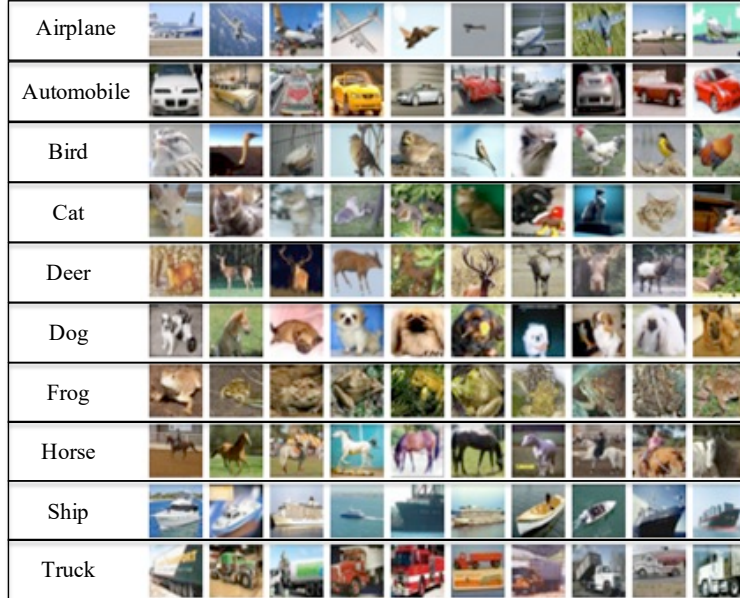 Airplane
Automobile
Bird
Cat
Deer
Dog
Frog
Horse
Ship
Truck